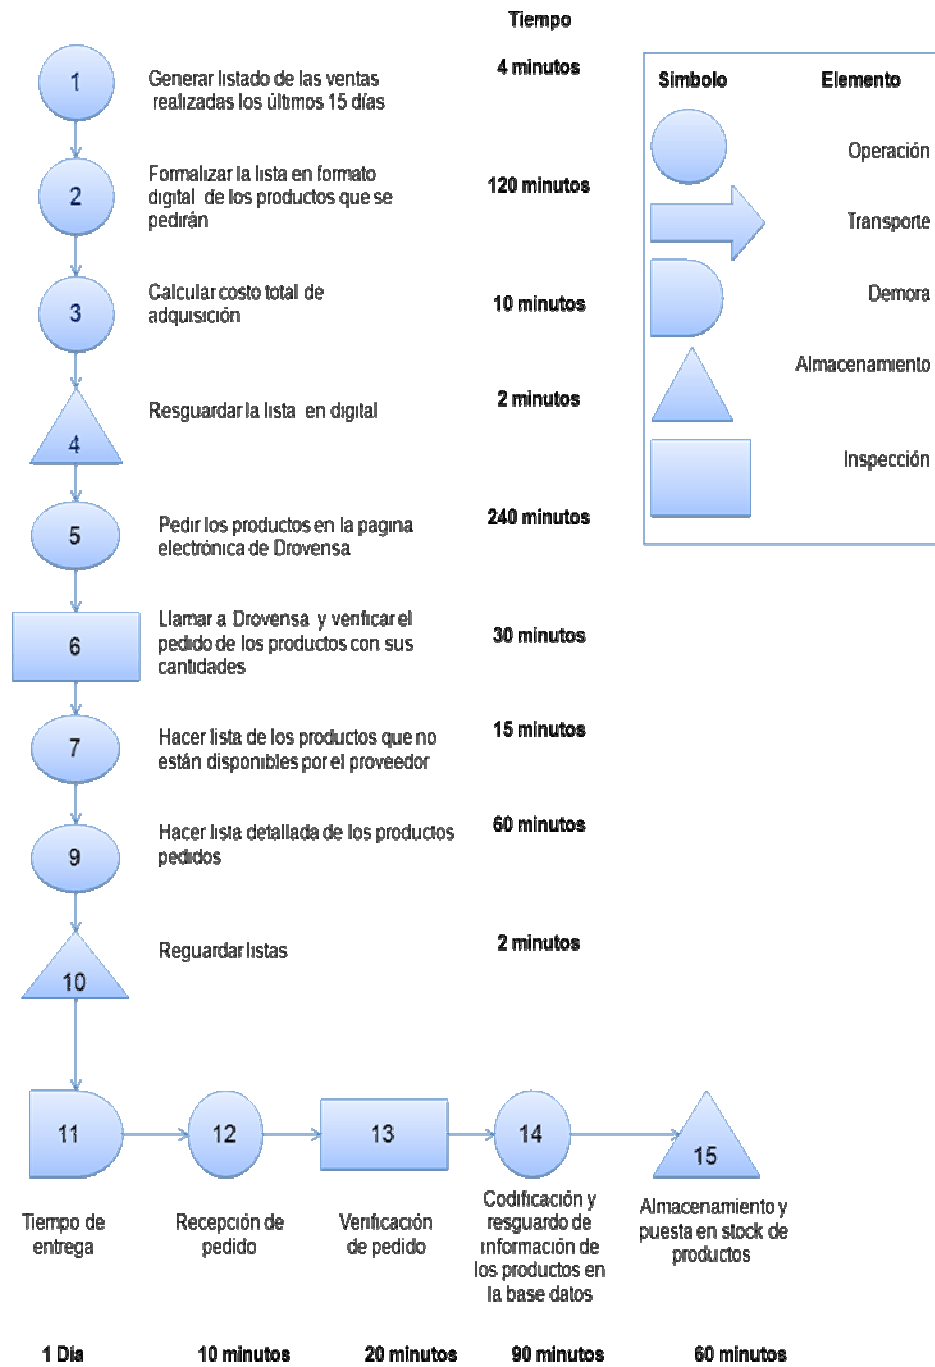 Tiempo
1
Generar listado de las ventas
realizadas los últimos 15 días
4 minutos
2
Formalizar la lista en formato
digital de los productos que se
pedirán
120 minutos
3
Calcular costo total de
adquisición
10 minutos
4
Resguardar la lista en digital
2 minutos
5
Pedir los productos en la pagina
electrónica de Drovensa
240 minutos
6
Llamar a Drovensa y verificar el
pedido de los productos con sus
cantidades
30 minutos
7
Hacer lista de los productos que no
están disponibles por el proveedor
15 minutos
9
Hacer lista detallada de los productos
pedidos
60 minutos
10
Reguardar listas
2 minutos
Símbolo Elemento
Operación
Transporte
Demora
Almacenamiento
Inspección
11
12
13
14
15
Tiempo de
entrega
Recepción de
pedido
Verificación
de pedido
Codificación y
resguardo de
información de
los productos en
la base datos
Almacenamiento y
puesta en stock de
productos
1 Día
10 minutos
20 minutos
90 minutos
60 minutos